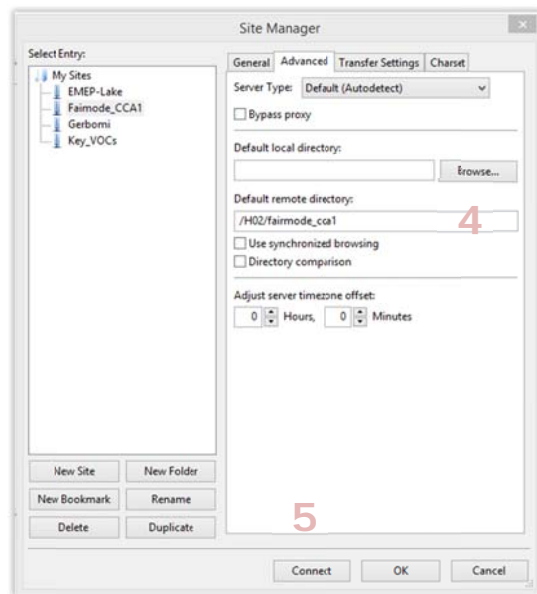 Site Manager
Select Entry:
My Sites
EMEP-Lake
Faimode_CCA1
Gerbomi
Key_VOCs
New Site New Folder
New Bookmark Rename
Delete Duplicate
General Advanced Transfer Settings Charset
Server Type: Default (Autodetect)
Bypass proxy
Default local directory:
Browse...
Default remote directory:
/H02/fairmode_cca1 4
Use synchronized browsing
Directory comparison
Adjust server timezone offset:
0 Hours, 0 Minutes
5
Connect OK Cancel